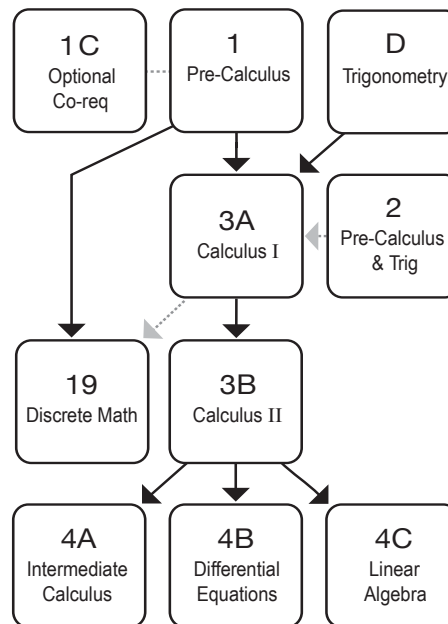 1 C
Optional
Co-req
1
Pre-Calculus
D
Trigonometry
3A
Calculus I
2
Pre-Calculus
& Trig
19
Discrete Math
3B
Calculus II
4A
Intermediate
Calculus
4B
Differential
Equations
4C
Linear
Algebra